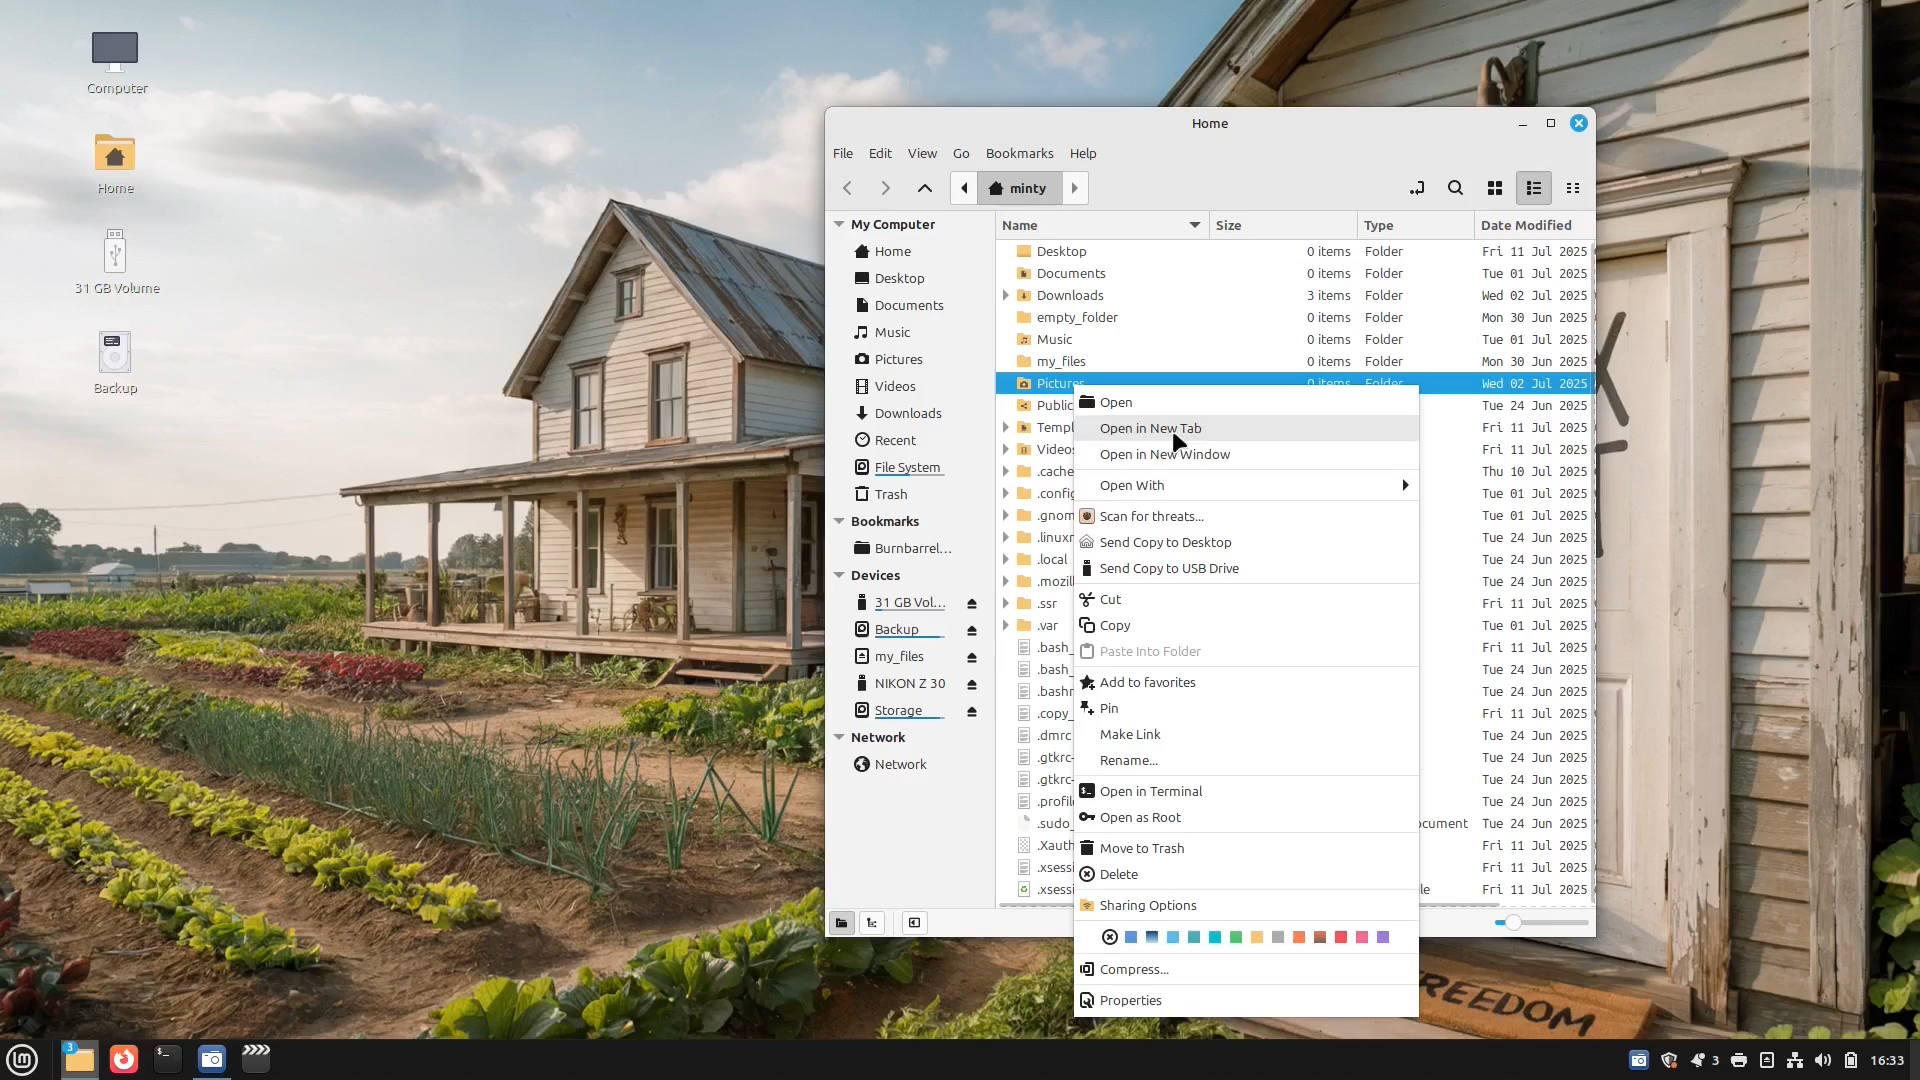 Computer
Home
31 GB Volume
Backup
Home
File Edit View Go Bookmarks Help
minty
My Computer
Home
Desktop
Documents
Music
Pictures
Videos
Downloads
Recent
File System
Trash
Bookmarks
Burnbarrel...
Devices
31 GB Vol...
Backup
my_files
NIKON Z 30
Storage
Network
Network
Name Size Type Date Modified
Desktop 0 items Folder Fri 11 Jul 2025
Documents 0 items Folder Tue 01 Jul 2025
Downloads 3 items Folder Wed 02 Jul 2025
empty_folder 0 items Folder Mon 30 Jun 2025
Music 0 items Folder Tue 01 Jul 2025
my_files 0 items Folder Mon 30 Jun 2025
Pictures 0 items Folder Wed 02 Jul 2025
Public Tue 24 Jun 2025
Templ Fri 11 Jul 2025
Videos Fri 11 Jul 2025
.cache Thu 10 Jul 2025
.config Tue 01 Jul 2025
.gnom Tue 01 Jul 2025
.linuxm Tue 24 Jun 2025
.local Tue 24 Jun 2025
.mozill Tue 24 Jun 2025
.ssr Fri 11 Jul 2025
.var Tue 01 Jul 2025
.bash_ Fri 11 Jul 2025
.bash_ Tue 24 Jun 2025
.bashr Tue 24 Jun 2025
.copy_ Fri 11 Jul 2025
.dmrc Tue 24 Jun 2025
.gtkrc- Tue 24 Jun 2025
.gtkrc- Tue 24 Jun 2025
.profile Tue 24 Jun 2025
.sudo_ ocument Tue 24 Jun 2025
.Xauth Fri 11 Jul 2025
.xsessi Fri 11 Jul 2025
.xsessi le Fri 11 Jul 2025
Open
Open in New Tab
Open in New Window
Open With
Scan for threats...
Send Copy to Desktop
Send Copy to USB Drive
Cut
Copy
Paste Into Folder
Add to favorites
Pin
Make Link
Rename...
Open in Terminal
Open as Root
Move to Trash
Delete
Sharing Options
Compress...
Properties
REEDOM
3
3
16:33